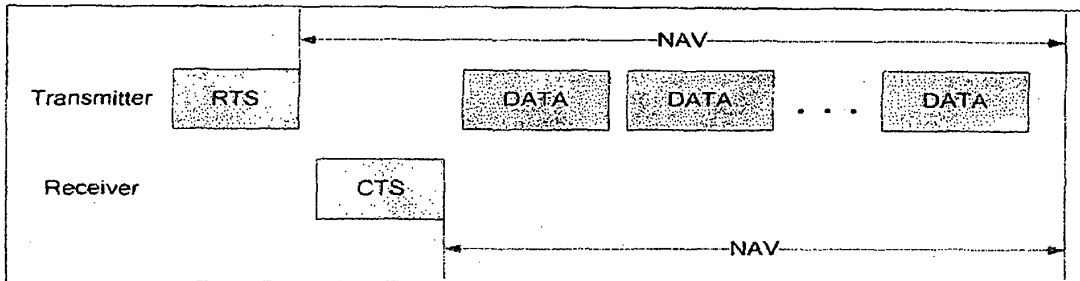 NAV
Transmitter RTS DATA DATA . . . DATA
Receiver CTS
NAV